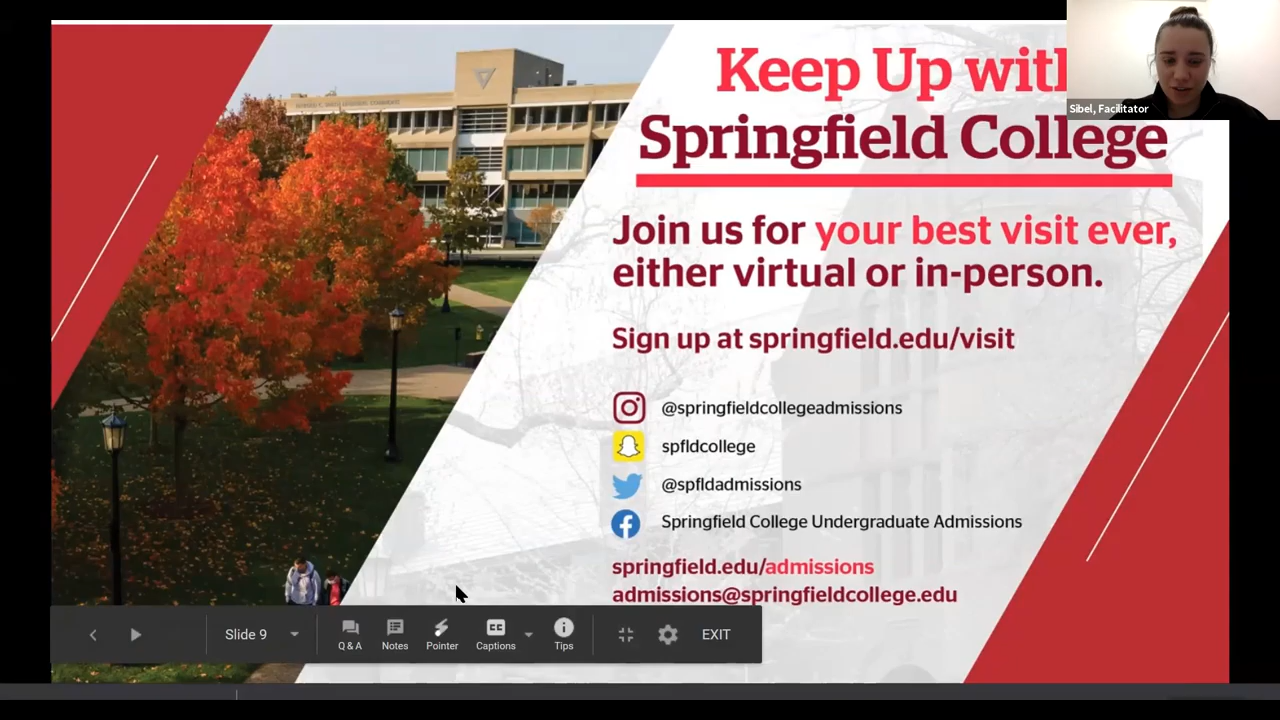 Keep Up with
Springfield College
Sibel, Facilitator
Join us for your best visit ever,
either virtual or in-person.
Sign up at springfield.edu/visit
@springfieldcollegeadmissions
spfldcollege
@spfldadmissions
Springfield College Undergraduate Admissions
springfield.edu/admissions
admissions@springfieldcollege.edu
Slide 9
Q & A
Notes
Pointer
CC
Captions
Tips
EXIT